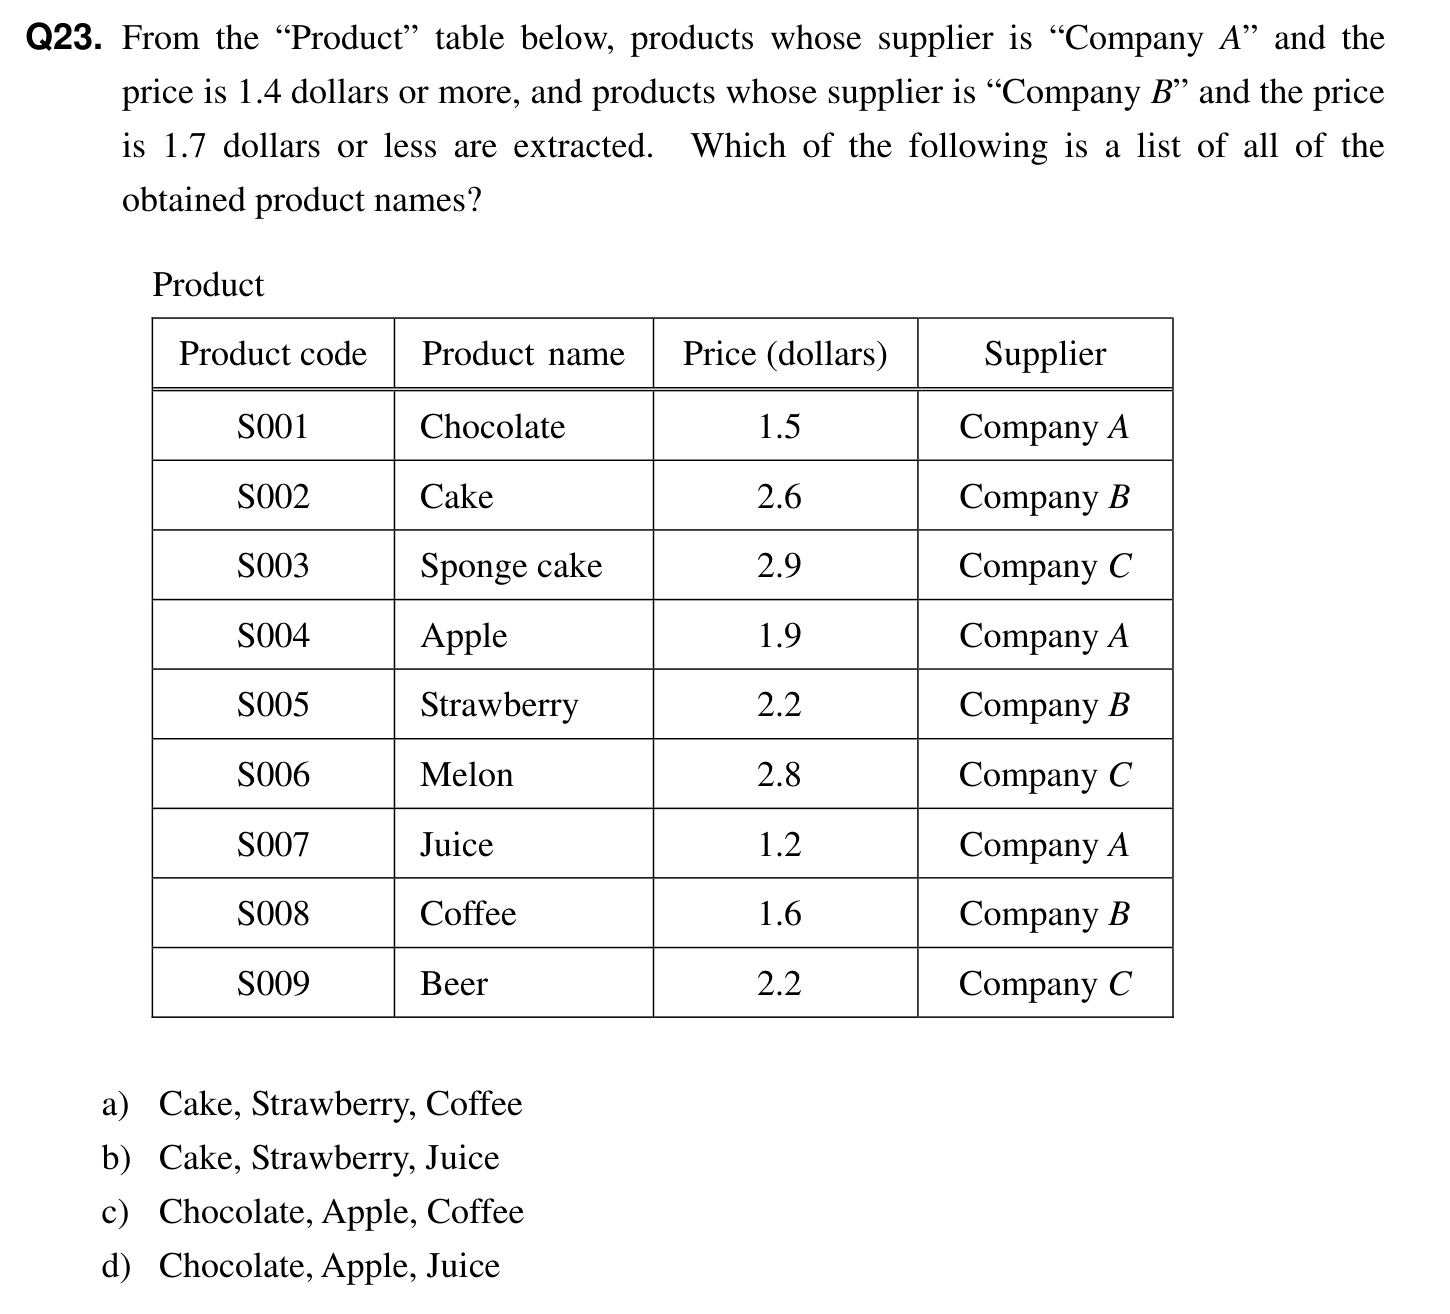 Q23. From the “Product” table below, products whose supplier is “Company A” and the
price is 1.4 dollars or more, and products whose supplier is “Company B” and the price
is 1.7 dollars or less are extracted. Which of the following is a list of all of the
obtained product names?
Product
Product code Product name Price (dollars) Supplier
S001 Chocolate 1.5 Company A
S002 Cake 2.6 Company B
S003 Sponge cake 2.9 Company C
S004 Apple 1.9 Company A
S005 Strawberry 2.2 Company B
S006 Melon 2.8 Company C
S007 Juice 1.2 Company A
S008 Coffee 1.6 Company B
S009 Beer 2.2 Company C
a) Cake, Strawberry, Coffee
b) Cake, Strawberry, Juice
c) Chocolate, Apple, Coffee
d) Chocolate, Apple, Juice